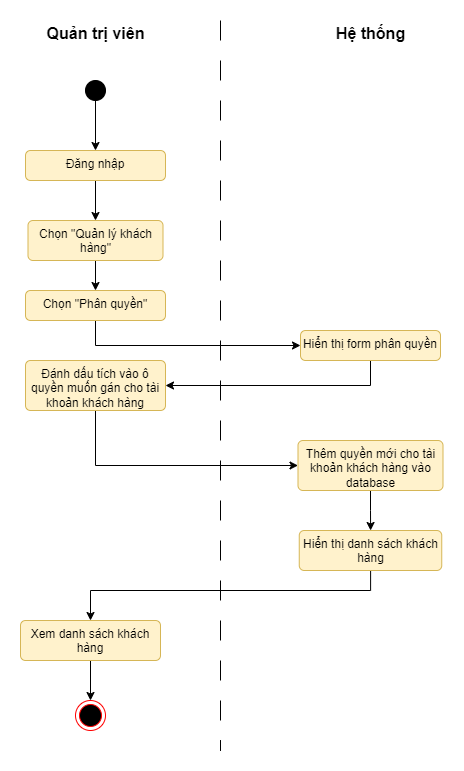 Quản trị viên
Hệ thống
Đăng nhập
Chọn "Quản lý khách
hàng"
Chọn "Phân quyền"
Hiển thị form phân quyền
Đánh dấu tích vào ô
quyền muốn gán cho tài
khoản khách hàng
Thêm quyền mới cho tài
khoản khách hàng vào
database
Hiển thị danh sách khách
hàng
Xem danh sách khách
hàng